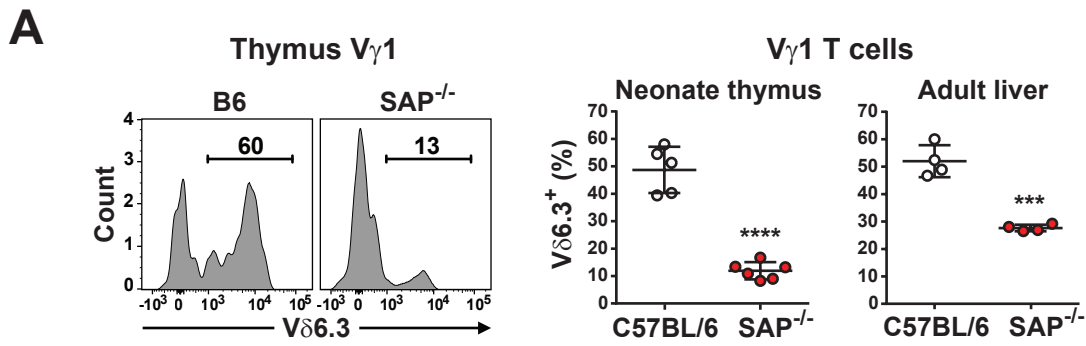 A
Thymus Vγ1
B6
SAP-/-
60
13
Count
4
3
2
1
0
-10³ 0 10³ 10⁴ 10⁵
-10³ 0 10³ 10⁴ 10⁵
Vδ6.3
Vγ1 T cells
Neonate thymus
Adult liver
Vδ6.3+ (%)
70
60
50
40
30
20
10
0
****
C57BL/6 SAP-/-
70
60
50
40
30
20
10
0
***
C57BL/6 SAP-/-